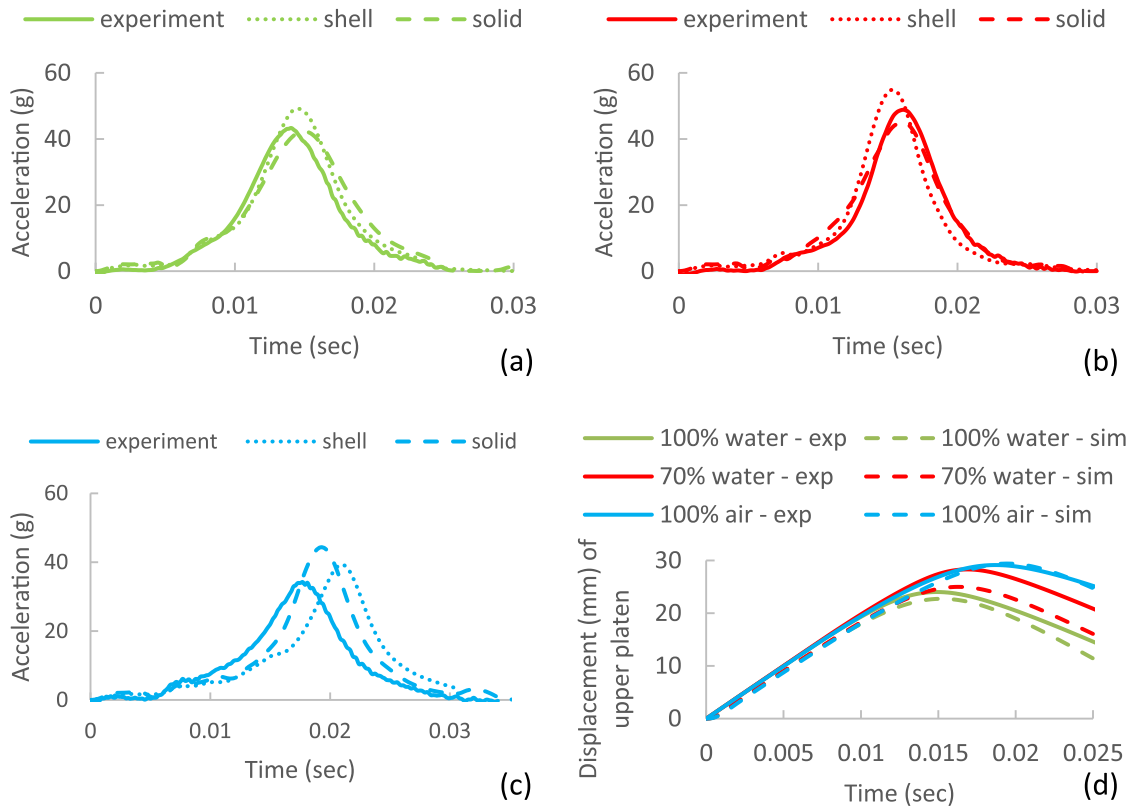 experiment shell solid
Acceleration (g)
60
40
20
0
0 0.01 0.02 0.03
Time (sec)
(a)
experiment shell solid
Acceleration (g)
60
40
20
0
0 0.01 0.02 0.03
Time (sec)
(b)
experiment shell solid
Acceleration (g)
60
40
20
0
0 0.01 0.02 0.03
Time (sec)
(c)
100% water - exp 100% water - sim
70% water - exp 70% water - sim
100% air - exp 100% air - sim
Displacement (mm) of
upper platen
30
20
10
0
0 0.005 0.01 0.015 0.02 0.025
Time (sec)
(d)